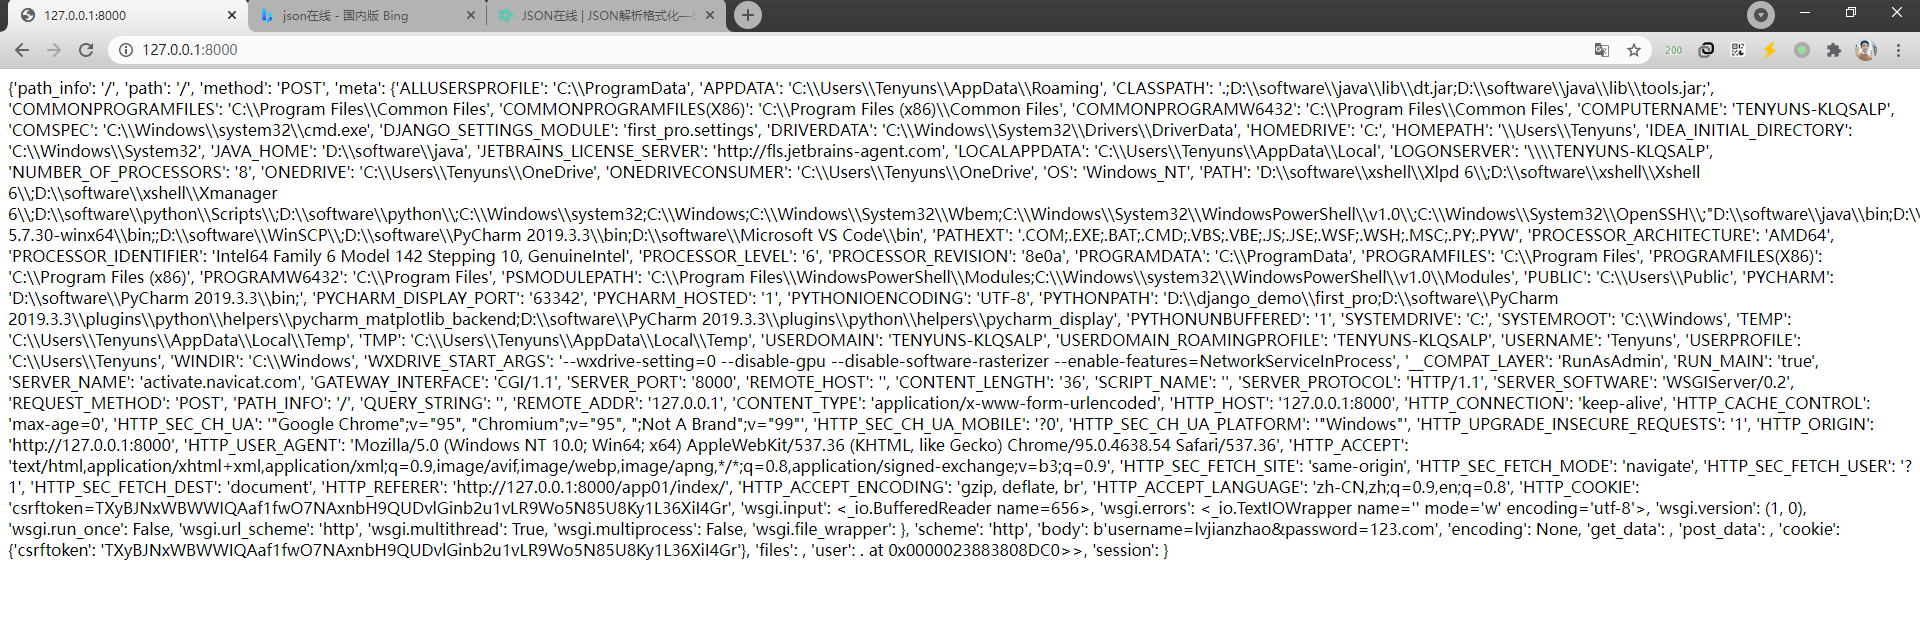 127.0.0.1:8000
json在线 - 国内版 Bing
JSON在线 | JSON解析格式化—S
127.0.0.1:8000
200
{'path_info': '/', 'path': '/', 'method': 'POST', 'meta': {'ALLUSERSPROFILE': 'C:\\ProgramData', 'APPDATA': 'C:\\Users\\Tenyuns\\AppData\\Roaming', 'CLASSPATH': '.;D:\\software\\java\\lib\\dt.jar;D:\\software\\java\\lib\\tools.jar;',
'COMMONPROGRAMFILES': 'C:\\Program Files\\Common Files', 'COMMONPROGRAMFILES(X86)': 'C:\\Program Files (x86)\\Common Files', 'COMMONPROGRAMW6432': 'C:\\Program Files\\Common Files', 'COMPUTERNAME': 'TENYUNS-KLQSALP',
'COMSPEC': 'C:\\Windows\\system32\\cmd.exe', 'DJANGO_SETTINGS_MODULE': 'first_pro.settings', 'DRIVERDATA': 'C:\\Windows\\System32\\Drivers\\DriverData', 'HOMEDRIVE': 'C:', 'HOMEPATH': '\\Users\\Tenyuns', 'IDEA_INITIAL_DIRECTORY':
'C:\\Windows\\System32', 'JAVA_HOME': 'D:\\software\\java', 'JETBRAINS_LICENSE_SERVER': 'http://fls.jetbrains-agent.com', 'LOCALAPPDATA': 'C:\\Users\\Tenyuns\\AppData\\Local', 'LOGONSERVER': '\\\\TENYUNS-KLQSALP',
'NUMBER_OF_PROCESSORS': '8', 'ONEDRIVE': 'C:\\Users\\Tenyuns\\OneDrive', 'ONEDRIVECONSUMER': 'C:\\Users\\Tenyuns\\OneDrive', 'OS': 'Windows_NT', 'PATH': 'D:\\software\\xshell\\Xlpd 6\\;D:\\software\\xshell\\Xshell
6\\;D:\\software\\xshell\\Xmanager
6\\;D:\\software\\python\\Scripts\\;D:\\software\\python\\;C:\\Windows\\system32;C:\\Windows;C:\\Windows\\System32\\Wbem;C:\\Windows\\System32\\WindowsPowerShell\\v1.0\\;C:\\Windows\\System32\\OpenSSH\\;"D:\\software\\java\\bin;D:\\
5.7.30-winx64\\bin;;D:\\software\\WinSCP\\;D:\\software\\PyCharm 2019.3.3\\bin;D:\\software\\Microsoft VS Code\\bin', 'PATHEXT': '.COM;.EXE;.BAT;.CMD;.VBS;.VBE;.JS;.JSE;.WSF;.WSH;.MSC;.PY;.PYW', 'PROCESSOR_ARCHITECTURE': 'AMD64',
'PROCESSOR_IDENTIFIER': 'Intel64 Family 6 Model 142 Stepping 10, GenuineIntel', 'PROCESSOR_LEVEL': '6', 'PROCESSOR_REVISION': '8e0a', 'PROGRAMDATA': 'C:\\ProgramData', 'PROGRAMFILES': 'C:\\Program Files', 'PROGRAMFILES(X86)':
'C:\\Program Files (x86)', 'PROGRAMW6432': 'C:\\Program Files', 'PSMODULEPATH': 'C:\\Program Files\\WindowsPowerShell\\Modules;C:\\Windows\\system32\\WindowsPowerShell\\v1.0\\Modules', 'PUBLIC': 'C:\\Users\\Public', 'PYCHARM':
'D:\\software\\PyCharm 2019.3.3\\bin;', 'PYCHARM_DISPLAY_PORT': '63342', 'PYCHARM_HOSTED': '1', 'PYTHONIOENCODING': 'UTF-8', 'PYTHONPATH': 'D:\\django_demo\\first_pro;D:\\software\\PyCharm
2019.3.3\\plugins\\python\\helpers\\pycharm_matplotlib_backend;D:\\software\\PyCharm 2019.3.3\\plugins\\python\\helpers\\pycharm_display', 'PYTHONUNBUFFERED': '1', 'SYSTEMDRIVE': 'C:', 'SYSTEMROOT': 'C:\\Windows', 'TEMP':
'C:\\Users\\Tenyuns\\AppData\\Local\\Temp', 'TMP': 'C:\\Users\\Tenyuns\\AppData\\Local\\Temp', 'USERDOMAIN': 'TENYUNS-KLQSALP', 'USERDOMAIN_ROAMINGPROFILE': 'TENYUNS-KLQSALP', 'USERNAME': 'Tenyuns', 'USERPROFILE':
'C:\\Users\\Tenyuns', 'WINDIR': 'C:\\Windows', 'WXDRIVE_START_ARGS': '--wxdrive-setting=0 --disable-gpu --disable-software-rasterizer --enable-features=NetworkServiceInProcess', '__COMPAT_LAYER': 'RunAsAdmin', 'RUN_MAIN': 'true',
'SERVER_NAME': 'activate.navicat.com', 'GATEWAY_INTERFACE': 'CGI/1.1', 'SERVER_PORT': '8000', 'REMOTE_HOST': '', 'CONTENT_LENGTH': '36', 'SCRIPT_NAME': '', 'SERVER_PROTOCOL': 'HTTP/1.1', 'SERVER_SOFTWARE': 'WSGIServer/0.2',
'REQUEST_METHOD': 'POST', 'PATH_INFO': '/', 'QUERY_STRING': '', 'REMOTE_ADDR': '127.0.0.1', 'CONTENT_TYPE': 'application/x-www-form-urlencoded', 'HTTP_HOST': '127.0.0.1:8000', 'HTTP_CONNECTION': 'keep-alive', 'HTTP_CACHE_CONTROL':
'max-age=0', 'HTTP_SEC_CH_UA': '"Google Chrome";v="95", "Chromium";v="95", ";Not A Brand";v="99"', 'HTTP_SEC_CH_UA_MOBILE': '?0', 'HTTP_SEC_CH_UA_PLATFORM': '"Windows"', 'HTTP_UPGRADE_INSECURE_REQUESTS': '1', 'HTTP_ORIGIN':
'http://127.0.0.1:8000', 'HTTP_USER_AGENT': 'Mozilla/5.0 (Windows NT 10.0; Win64; x64) AppleWebKit/537.36 (KHTML, like Gecko) Chrome/95.0.4638.54 Safari/537.36', 'HTTP_ACCEPT':
'text/html,application/xhtml+xml,application/xml;q=0.9,image/avif,image/webp,image/apng,*/*;q=0.8,application/signed-exchange;v=b3;q=0.9', 'HTTP_SEC_FETCH_SITE': 'same-origin', 'HTTP_SEC_FETCH_MODE': 'navigate', 'HTTP_SEC_FETCH_USER': '?
1', 'HTTP_SEC_FETCH_DEST': 'document', 'HTTP_REFERER': 'http://127.0.0.1:8000/app01/index/', 'HTTP_ACCEPT_ENCODING': 'gzip, deflate, br', 'HTTP_ACCEPT_LANGUAGE': 'zh-CN,zh;q=0.9,en;q=0.8', 'HTTP_COOKIE':
'csrftoken=TXyBJNxWBWWIQAaf1fwO7NAxnbH9QUDvlGinb2u1vLR9Wo5N85U8Ky1L36XiI4Gr', 'wsgi.input': <_io.BufferedReader name=656>, 'wsgi.errors': <_io.TextIOWrapper name='' mode='w' encoding='utf-8'>, 'wsgi.version': (1, 0),
'wsgi.run_once': False, 'wsgi.url_scheme': 'http', 'wsgi.multithread': True, 'wsgi.multiprocess': False, 'wsgi.file_wrapper': }, 'scheme': 'http', 'body': b'username=lvjianzhao&password=123.com', 'encoding': None, 'get_data': , 'post_data': , 'cookie':
{'csrftoken': 'TXyBJNxWBWWIQAaf1fwO7NAxnbH9QUDvlGinb2u1vLR9Wo5N85U8Ky1L36XiI4Gr'}, 'files': , 'user': . at 0x0000023883808DC0>>, 'session': }